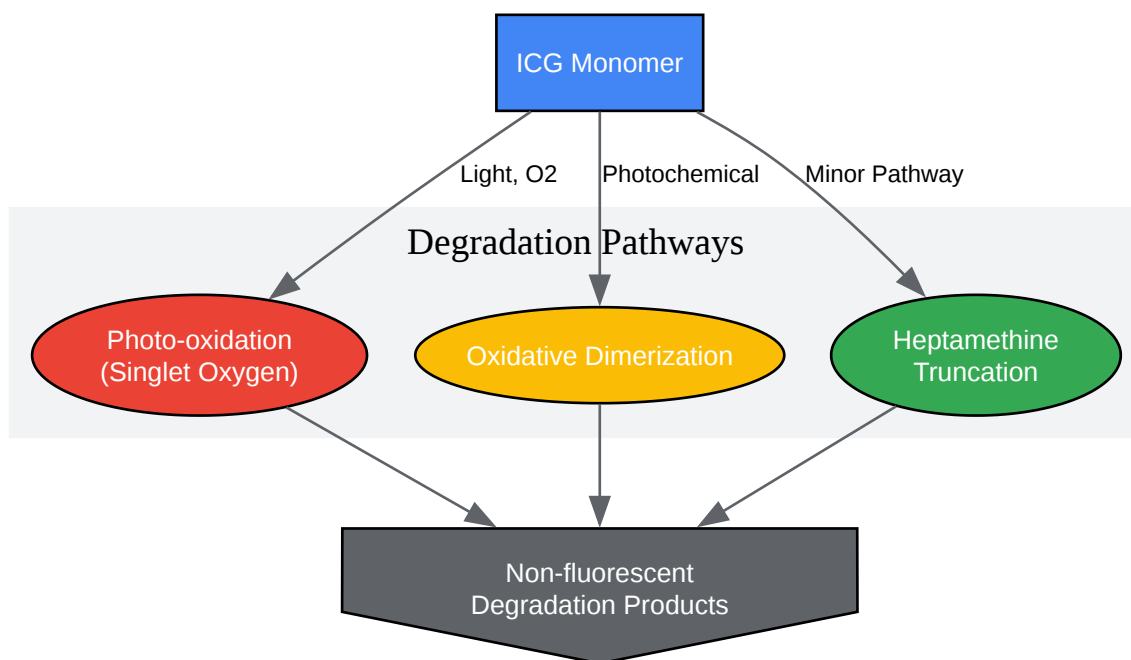 ICG Monomer
Light, O2
Photochemical
Minor Pathway
Degradation Pathways
Photo-oxidation
(Singlet Oxygen)
Oxidative Dimerization
Heptamethine
Truncation
Non-fluorescent
Degradation Products